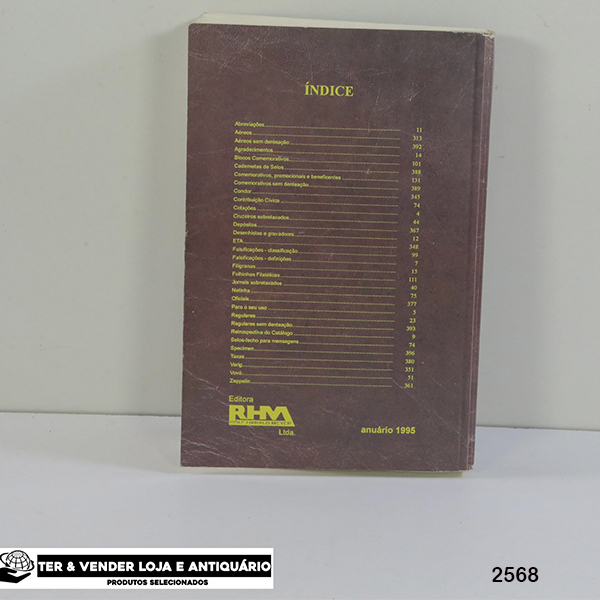 ÍNDICE
Abreviações 11
Aéreos 313
Aéreos sem denteação 392
Agradecimentos 14
Blocos Comemorativos 101
Cadernetas de Selos 388
Comemorativos, promocionais e beneficentes 131
Comemorativos sem denteação 389
Condor 345
Contribuição Cívica 74
Cotações 4
Cruzeiros sobretaxados 44
Depósitos 367
Desenhistas e gravadores 12
ETA 348
Falsificações - classificação 99
Falsificações - definições 7
Filigranas 13
Folhinhas Filatélicas 111
Jornais sobretaxados 40
Netinha 75
Oficiais 377
Para o seu uso 5
Regulares 23
Regulares sem denteação 393
Retrospectiva do Catálogo 9
Selos-fecho para mensagens 74
Specimen 396
Taxas 380
Varig 351
Vovó 51
Zeppelin 361
Editora
RHM
Ltda.
anuário 1995
TER & VENDER LOJA E ANTIQUÁRIO
PRODUTOS SELECIONADOS
2568